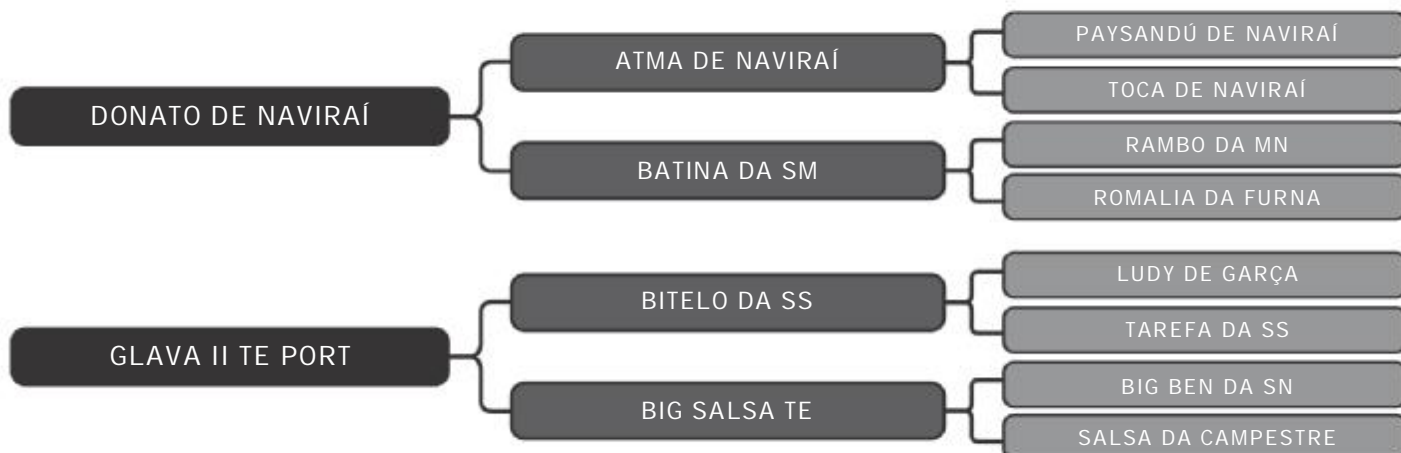 DONATO DE NAVIRAÍ
ATMA DE NAVIRAÍ
PAYSANDÚ DE NAVIRAÍ
TOCA DE NAVIRAÍ
BATINA DA SM
RAMBO DA MN
ROMALIA DA FURNA
GLAVA II TE PORT
BITELO DA SS
LUDY DE GARÇA
TAREFA DA SS
BIG SALSA TE
BIG BEN DA SN
SALSA DA CAMPESTRE